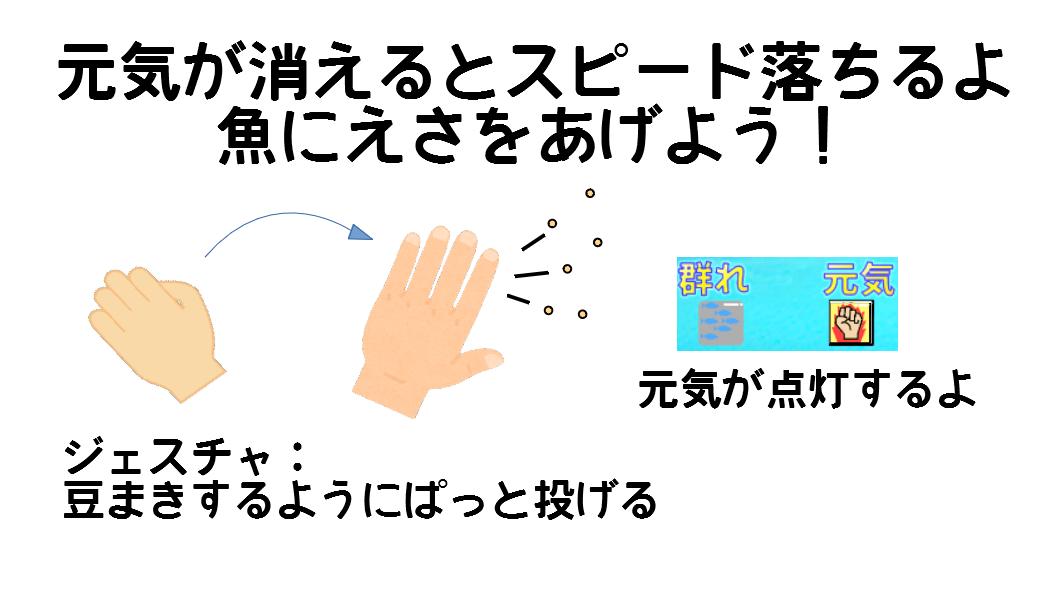 元気が消えるとスピード落ちるよ
魚にえさをあげよう！
群れ 元気
元気が点灯するよ
ジェスチャ：
豆まきするようにぱっと投げる